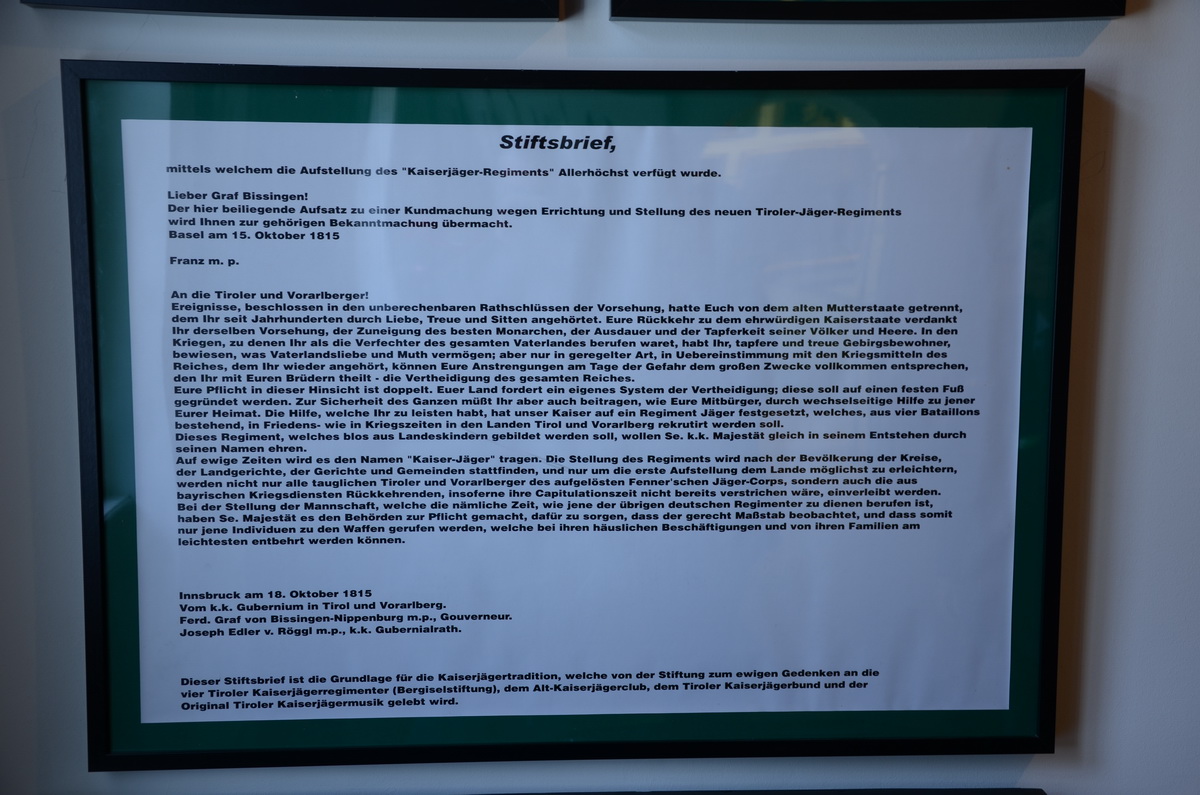 Stiftsbrief,
mittels welchem die Aufstellung des "Kaiserjäger-Regiments" Allerhöchst verfügt wurde.
Lieber Graf Bissingen!
Der hier beiliegende Aufsatz zu einer Kundmachung wegen Errichtung und Stellung des neuen Tiroler-Jäger-Regiments
wird Ihnen zur gehörigen Bekanntmachung übermacht.
Basel am 15. Oktober 1815
Franz m. p.
An die Tiroler und Vorarlberger!
Ereignisse, beschlossen in den unberechenbaren Rathschlüssen der Vorsehung, hatte Euch von dem alten Mutterstaate getrennt,
dem Ihr seit Jahrhunderten durch Liebe, Treue und Sitten angehörtet. Eure Rückkehr zu dem ehrwürdigen Kaiserstaate verdankt
Ihr derselben Vorsehung, der Zuneigung des besten Monarchen, der Ausdauer und der Tapferkeit seiner Völker und Heere. In den
Kriegen, zu denen Ihr als die Verfechter des gesamten Vaterlandes berufen waret, habt Ihr, tapfere und treue Gebirgsbewohner,
bewiesen, was Vaterlandsliebe und Muth vermögen; aber nur in geregelter Art, in Uebereinstimmung mit den Kriegsmitteln des
Reiches, dem Ihr wieder angehört, können Eure Anstrengungen am Tage der Gefahr dem großen Zwecke vollkommen entsprechen,
den Ihr mit Euren Brüdern theilt - die Vertheidigung des gesamten Reiches.
Eure Pflicht in dieser Hinsicht ist doppelt. Euer Land fordert ein eigenes System der Vertheidigung; diese soll auf einen festen Fuß
gegründet werden. Zur Sicherheit des Ganzen müßt Ihr aber auch beitragen, wie Eure Mitbürger, durch wechselseitige Hilfe zu jener
Eurer Heimat. Die Hilfe, welche Ihr zu leisten habt, hat unser Kaiser auf ein Regiment Jäger festgesetzt, welches, aus vier Bataillons
bestehend, in Friedens- wie in Kriegszeiten in den Landen Tirol und Vorarlberg rekrutirt werden soll.
Dieses Regiment, welches blos aus Landeskindern gebildet werden soll, wollen Se. k.k. Majestät gleich in seinem Entstehen durch
seinen Namen ehren.
Auf ewige Zeiten wird es den Namen "Kaiser-Jäger" tragen. Die Stellung des Regiments wird nach der Bevölkerung der Kreise,
der Landgerichte, der Gerichte und Gemeinden stattfinden, und nur um die erste Aufstellung dem Lande möglichst zu erleichtern,
werden nicht nur alle tauglichen Tiroler und Vorarlberger des aufgelösten Fenner'schen Jäger-Corps, sondern auch die aus
bayrischen Kriegsdiensten Rückkehrenden, insoferne ihre Capitulationszeit nicht bereits verstrichen wäre, einverleibt werden.
Bei der Stellung der Mannschaft, welche die nämliche Zeit, wie jene der übrigen deutschen Regimenter zu dienen berufen ist,
haben Se. Majestät es den Behörden zur Pflicht gemacht, dafür zu sorgen, dass der gerecht Maßstab beobachtet, und dass somit
nur jene Individuen zu den Waffen gerufen werden, welche bei ihren häuslichen Beschäftigungen und von ihren Familien am
leichtesten entbehrt werden können.
Innsbruck am 18. Oktober 1815
Vom k.k. Gubernium in Tirol und Vorarlberg.
Ferd. Graf von Bissingen-Nippenburg m.p., Gouverneur.
Joseph Edler v. Röggl m.p., k.k. Gubernialrath.
Dieser Stiftsbrief ist die Grundlage für die Kaiserjägertradition, welche von der Stiftung zum ewigen Gedenken an die
vier Tiroler Kaiserjägerregimenter (Bergiselstiftung), dem Alt-Kaiserjägerclub, dem Tiroler Kaiserjägerbund und der
Original Tiroler Kaiserjägermusik gelebt wird.